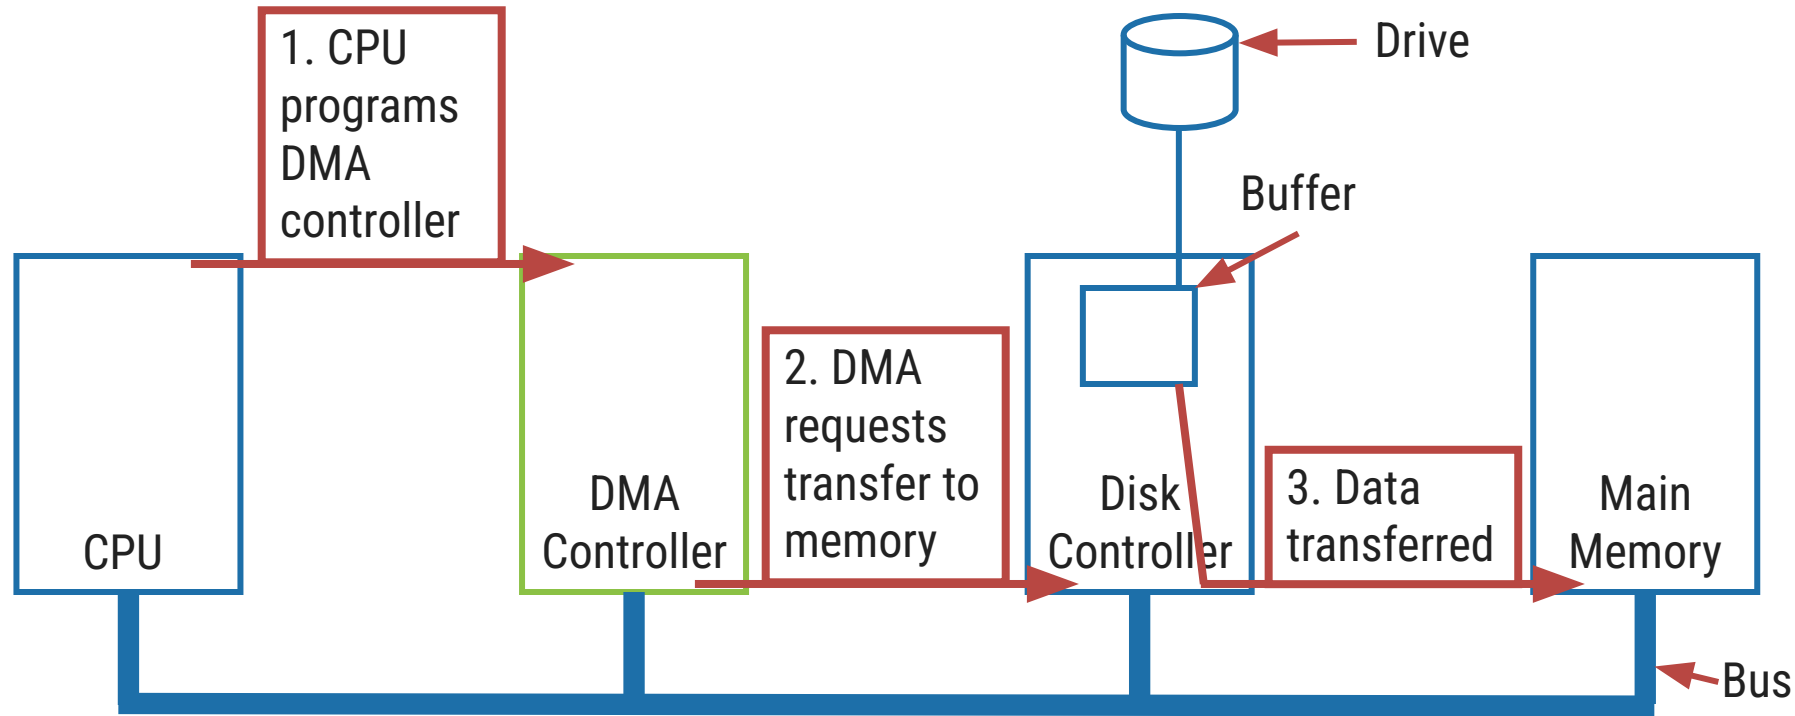 1. CPU
programs
DMA
controller
Drive
Buffer
2. DMA
requests
transfer to
memory
3. Data
transferred
CPU
DMA
Controller
Disk
Controller
Main
Memory
Bus